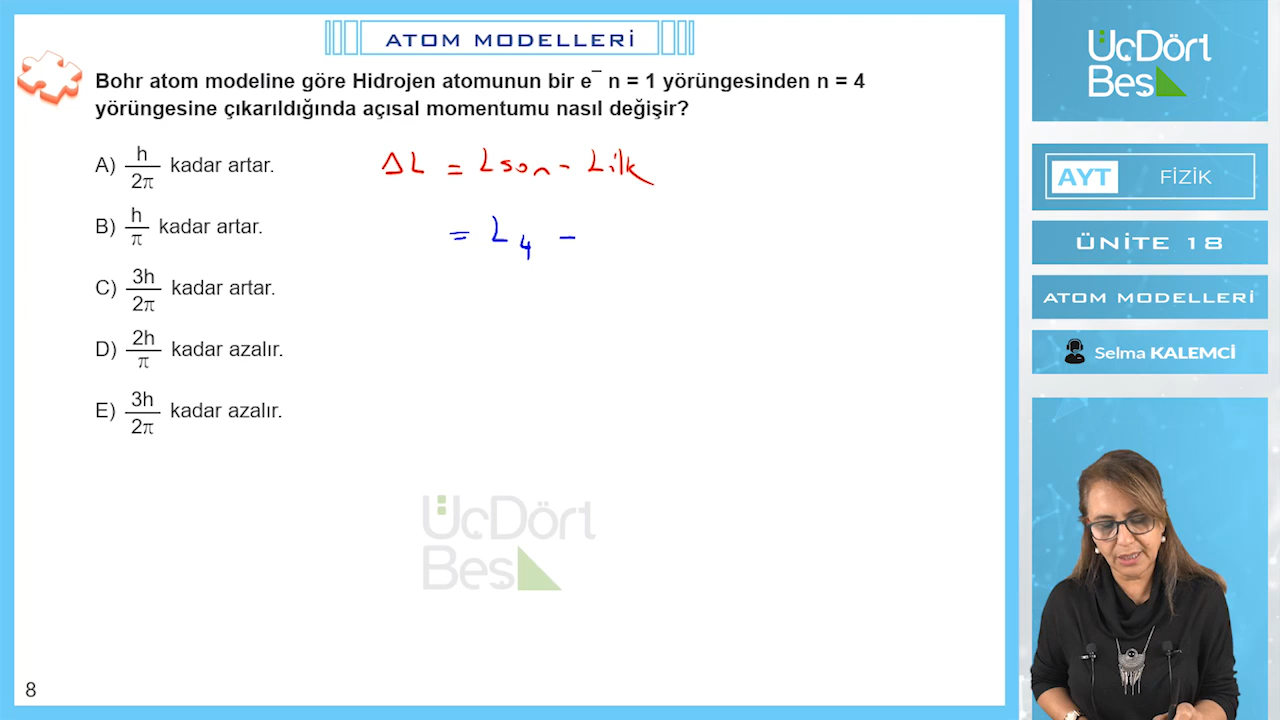 ATOM MODELLERİ
Bohr atom modeline göre Hidrojen atomunun bir e⁻ n = 1 yörüngesinden n = 4
yörüngesine çıkarıldığında açısal momentumu nasıl değişir?
A) h/2π kadar artar.
B) h/π kadar artar.
C) 3h/2π kadar artar.
D) 2h/π kadar azalır.
E) 3h/2π kadar azalır.
ΔL = Lson - Lilk
= L₄ -
ÜçDört
Beş
8
ÜçDört
Beş
AYT FİZİK
ÜNİTE 18
ATOM MODELLERİ
Selma KALEMCİ